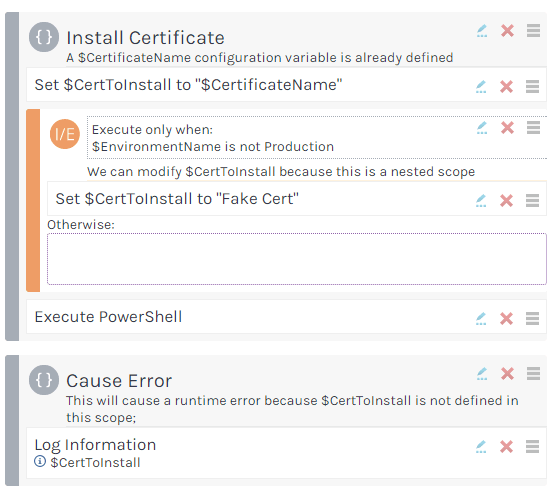 { } Install Certificate
A $CertificateName configuration variable is already defined
Set $CertToInstall to "$CertificateName"
I/E Execute only when:
$EnvironmentName is not Production
We can modify $CertToInstall because this is a nested scope
Set $CertToInstall to "Fake Cert"
Otherwise:
Execute PowerShell
{ } Cause Error
This will cause a runtime error because $CertToInstall is not defined in
this scope;
Log Information
$CertToInstall